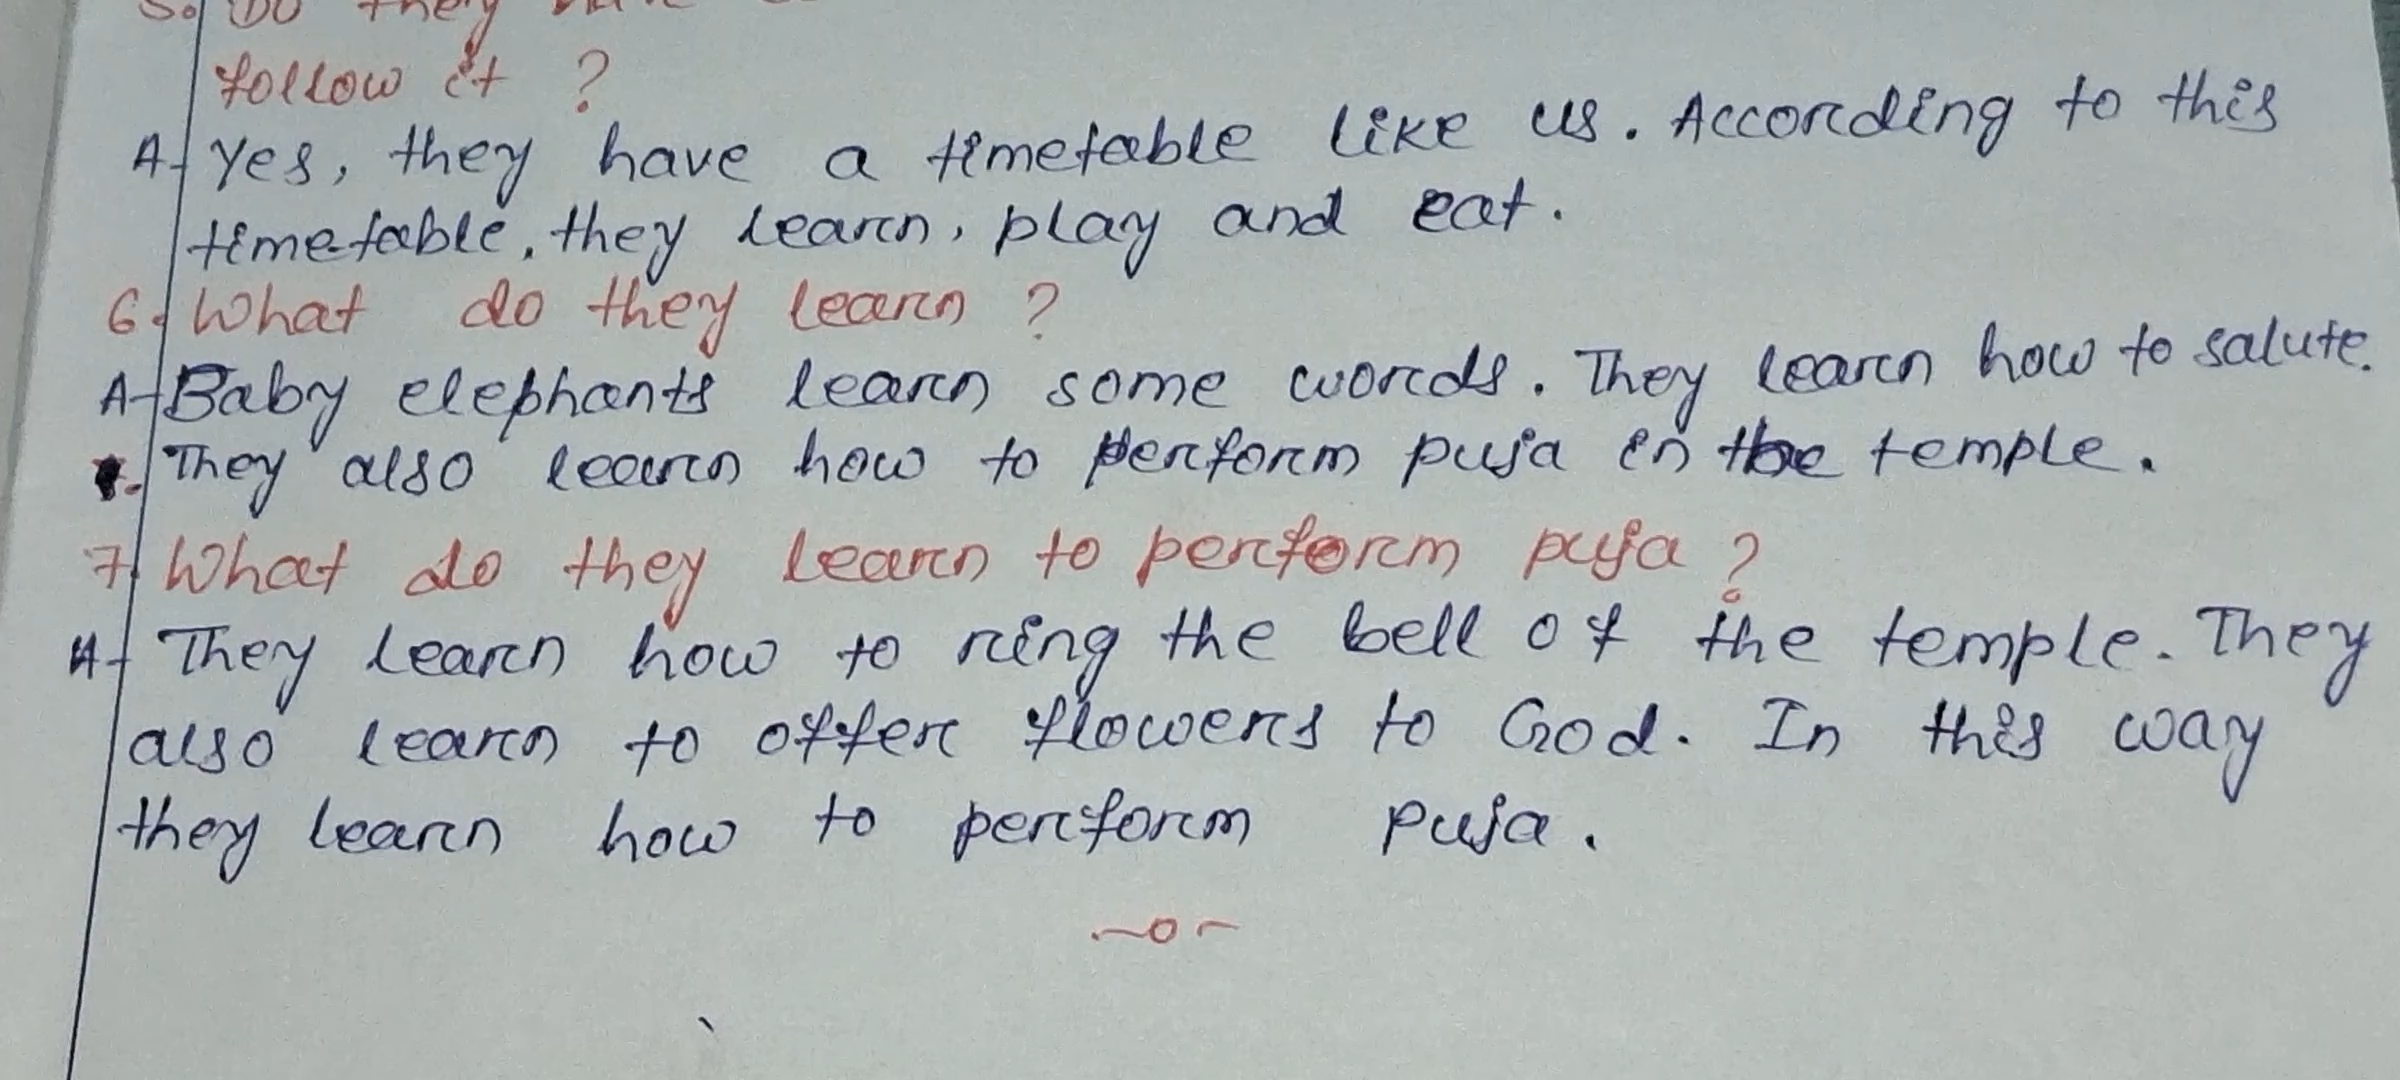 5. Do they
follow it ?
A- Yes, they have a timetable like us. According to this
timetable, they learn, play and eat.
6. What do they learn ?
A- Baby elephants learn some words. They learn how to salute.
They also learn how to perform puja in the temple.
7. What do they learn to perform puja ?
A- They learn how to ring the bell of the temple. They
also learn to offer flowers to God. In this way
they learn how to perform puja.
~o~